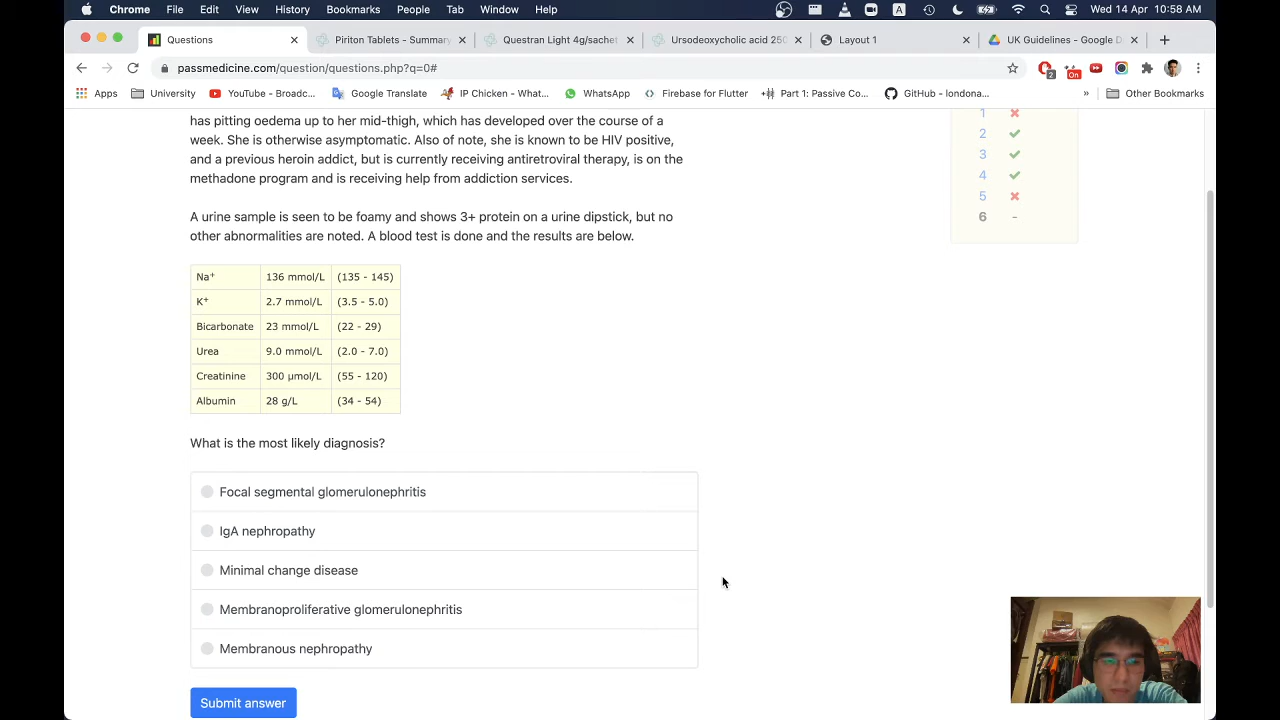 Chrome File Edit View History Bookmarks People Tab Window Help A Wed 14 Apr 10:58 AM
Questions Piriton Tablets - Summary Questran Light 4g/sachet Ursodeoxycholic acid 250 Lut 1 UK Guidelines - Google D
passmedicine.com/question/questions.php?q=0# 2 On
Apps University YouTube - Broadc... Google Translate IP Chicken - What... WhatsApp Firebase for Flutter Part 1: Passive Co... GitHub - londona... » Other Bookmarks
has pitting oedema up to her mid-thigh, which has developed over the course of a
week. She is otherwise asymptomatic. Also of note, she is known to be HIV positive,
and a previous heroin addict, but is currently receiving antiretroviral therapy, is on the
methadone program and is receiving help from addiction services.
A urine sample is seen to be foamy and shows 3+ protein on a urine dipstick, but no
other abnormalities are noted. A blood test is done and the results are below.
Na⁺ 136 mmol/L (135 - 145)
K⁺ 2.7 mmol/L (3.5 - 5.0)
Bicarbonate 23 mmol/L (22 - 29)
Urea 9.0 mmol/L (2.0 - 7.0)
Creatinine 300 µmol/L (55 - 120)
Albumin 28 g/L (34 - 54)
What is the most likely diagnosis?
Focal segmental glomerulonephritis
IgA nephropathy
Minimal change disease
Membranoproliferative glomerulonephritis
Membranous nephropathy
Submit answer
1
2
3
4
5
6 -